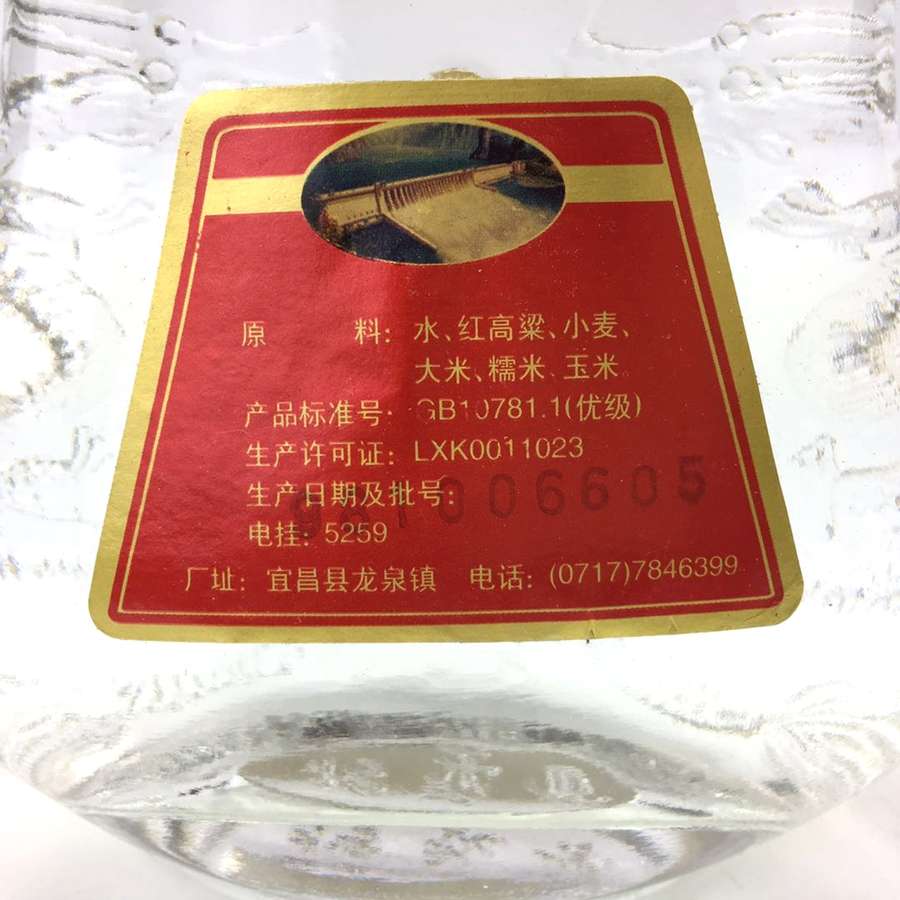 原 料: 水、红高粱、小麦、
大米、糯米、玉米
产品标准号: GB10781.1(优级)
生产许可证: LXK0011023
生产日期及批号: 981006605
电挂: 5259
厂址: 宜昌县龙泉镇 电话: (0717)7846399